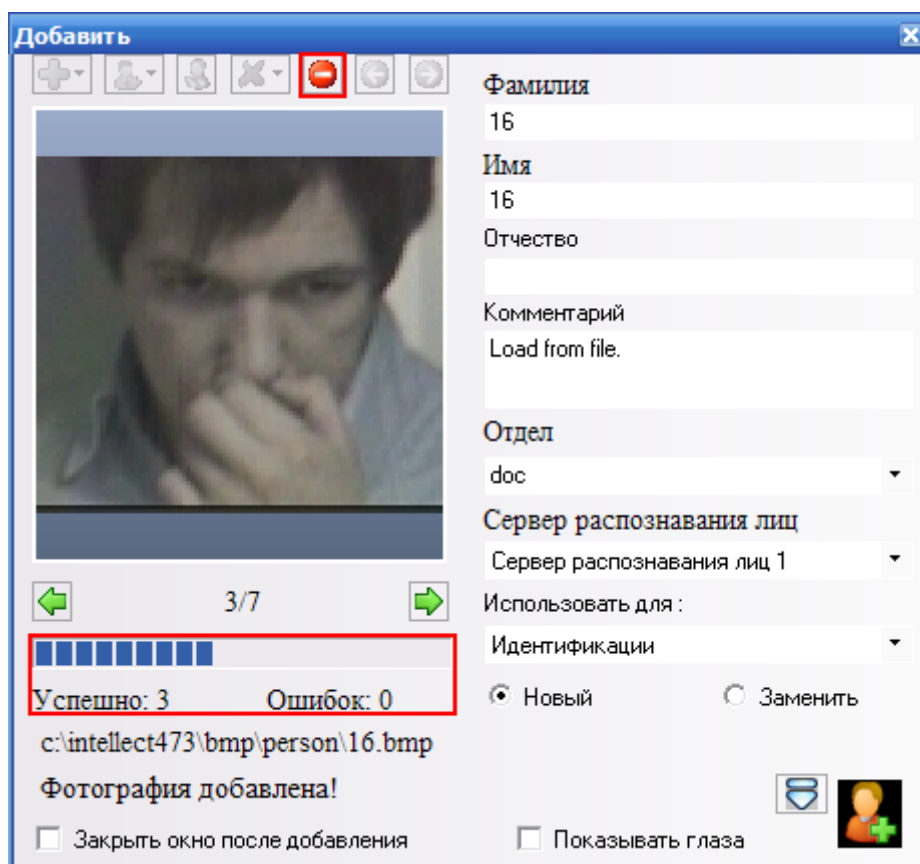 Добавить
Фамилия
16
Имя
16
Отчество
Комментарий
Load from file.
Отдел
doc
Сервер распознавания лиц
Сервер распознавания лиц 1
Использовать для :
Идентификации
Новый Заменить
3/7
Успешно: 3 Ошибок: 0
c:\intellect473\bmp\person\16.bmp
Фотография добавлена!
Закрыть окно после добавления
Показывать глаза